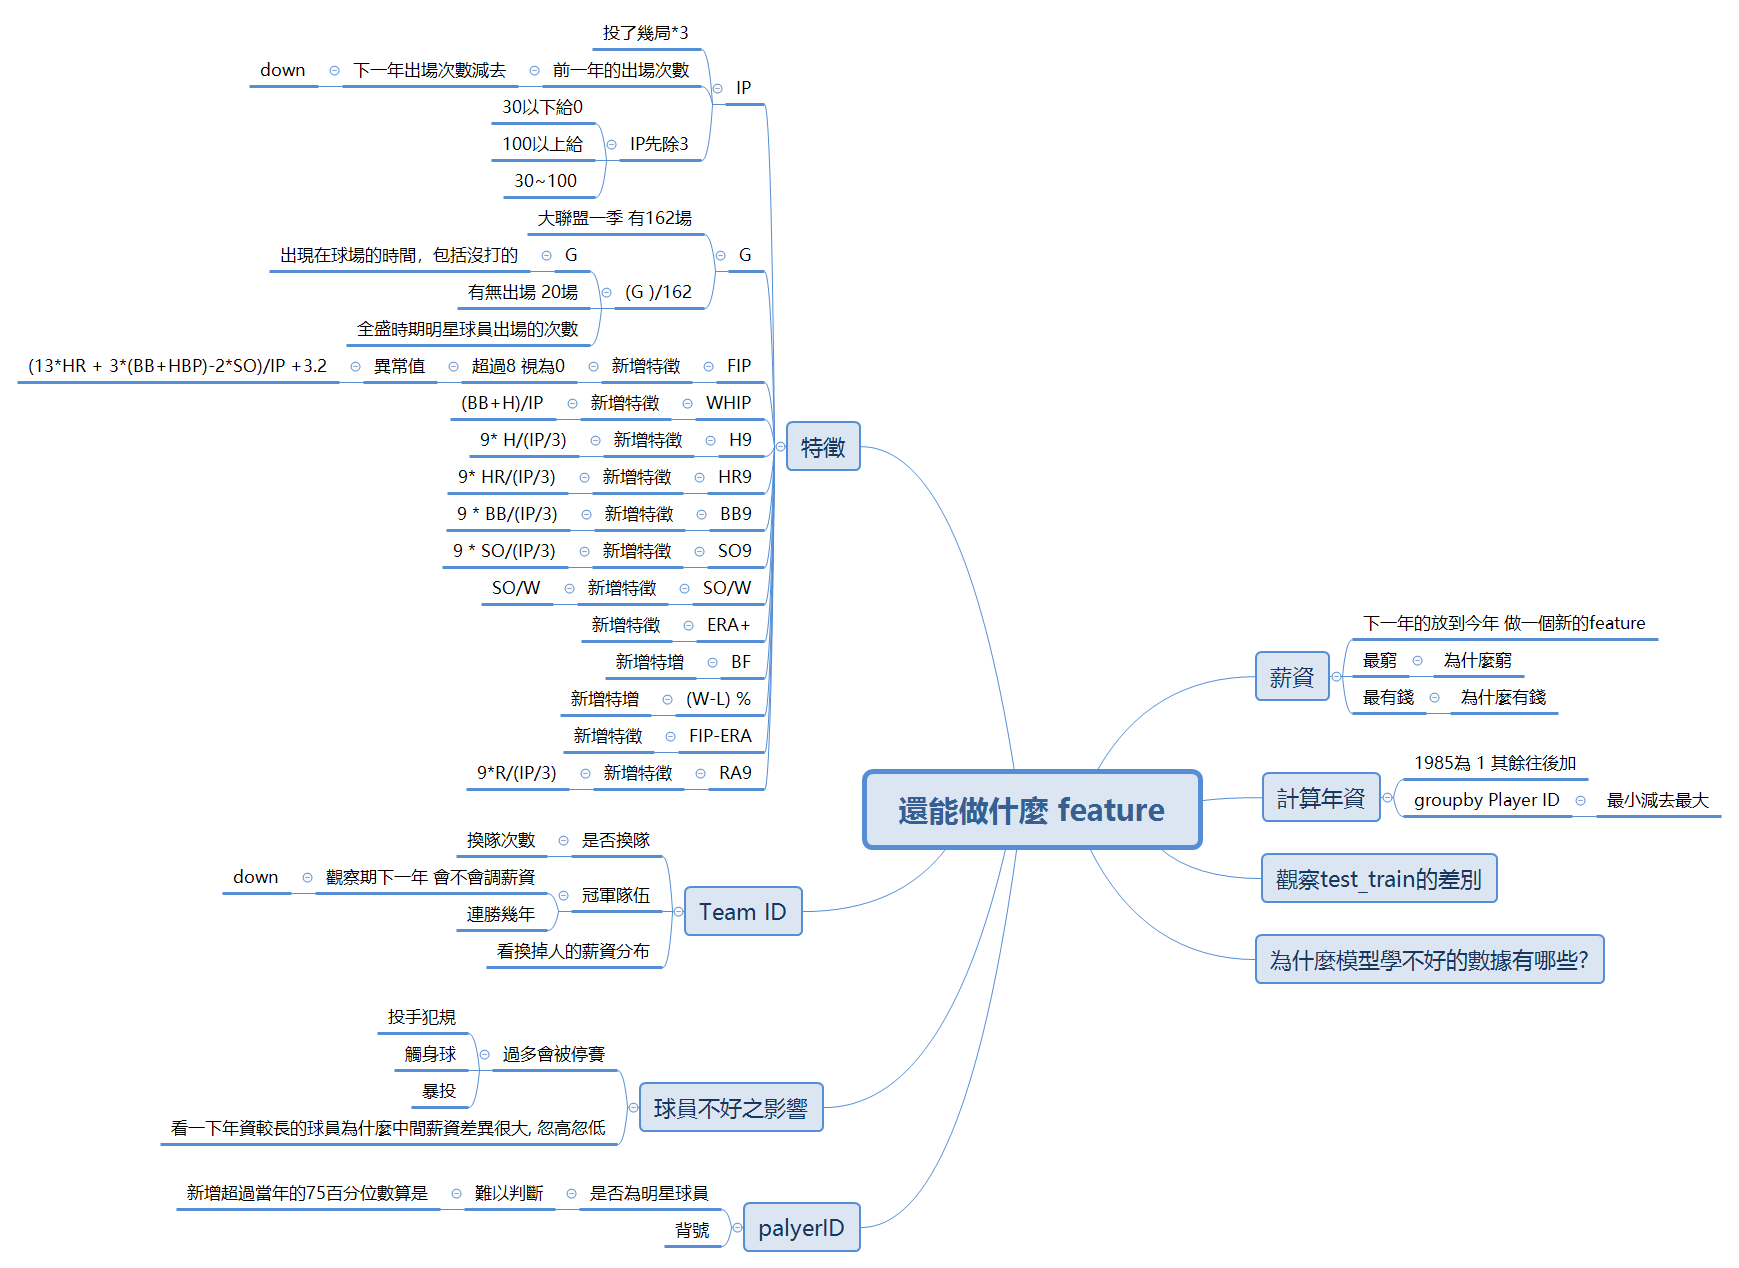 還能做什麼 feature
特徵
IP
投了幾局*3
前一年的出場次數
下一年出場次數減去
down
IP先除3
30以下給0
100以上給
30~100
G
大聯盟一季 有162場
(G )/162
G
出現在球場的時間，包括沒打的
有無出場 20場
全盛時期明星球員出場的次數
FIP
新增特徵
超過8 視為0
異常值
(13*HR + 3*(BB+HBP)-2*SO)/IP +3.2
WHIP
新增特徵
(BB+H)/IP
H9
新增特徵
9* H/(IP/3)
HR9
新增特徵
9* HR/(IP/3)
BB9
新增特徵
9 * BB/(IP/3)
SO9
新增特徵
9 * SO/(IP/3)
SO/W
新增特徵
SO/W
ERA+
新增特徵
BF
新增特增
(W-L) %
新增特增
FIP-ERA
新增特徵
RA9
新增特徵
9*R/(IP/3)
Team ID
是否換隊
換隊次數
冠軍隊伍
觀察期下一年 會不會調薪資
down
連勝幾年
看換掉人的薪資分布
球員不好之影響
過多會被停賽
投手犯規
觸身球
暴投
看一下年資較長的球員為什麼中間薪資差異很大, 忽高忽低
palyerID
是否為明星球員
難以判斷
新增超過當年的75百分位數算是
背號
薪資
下一年的放到今年 做一個新的feature
最窮
為什麼窮
最有錢
為什麼有錢
計算年資
1985為 1 其餘往後加
groupby Player ID
最小減去最大
觀察test_train的差別
為什麼模型學不好的數據有哪些?